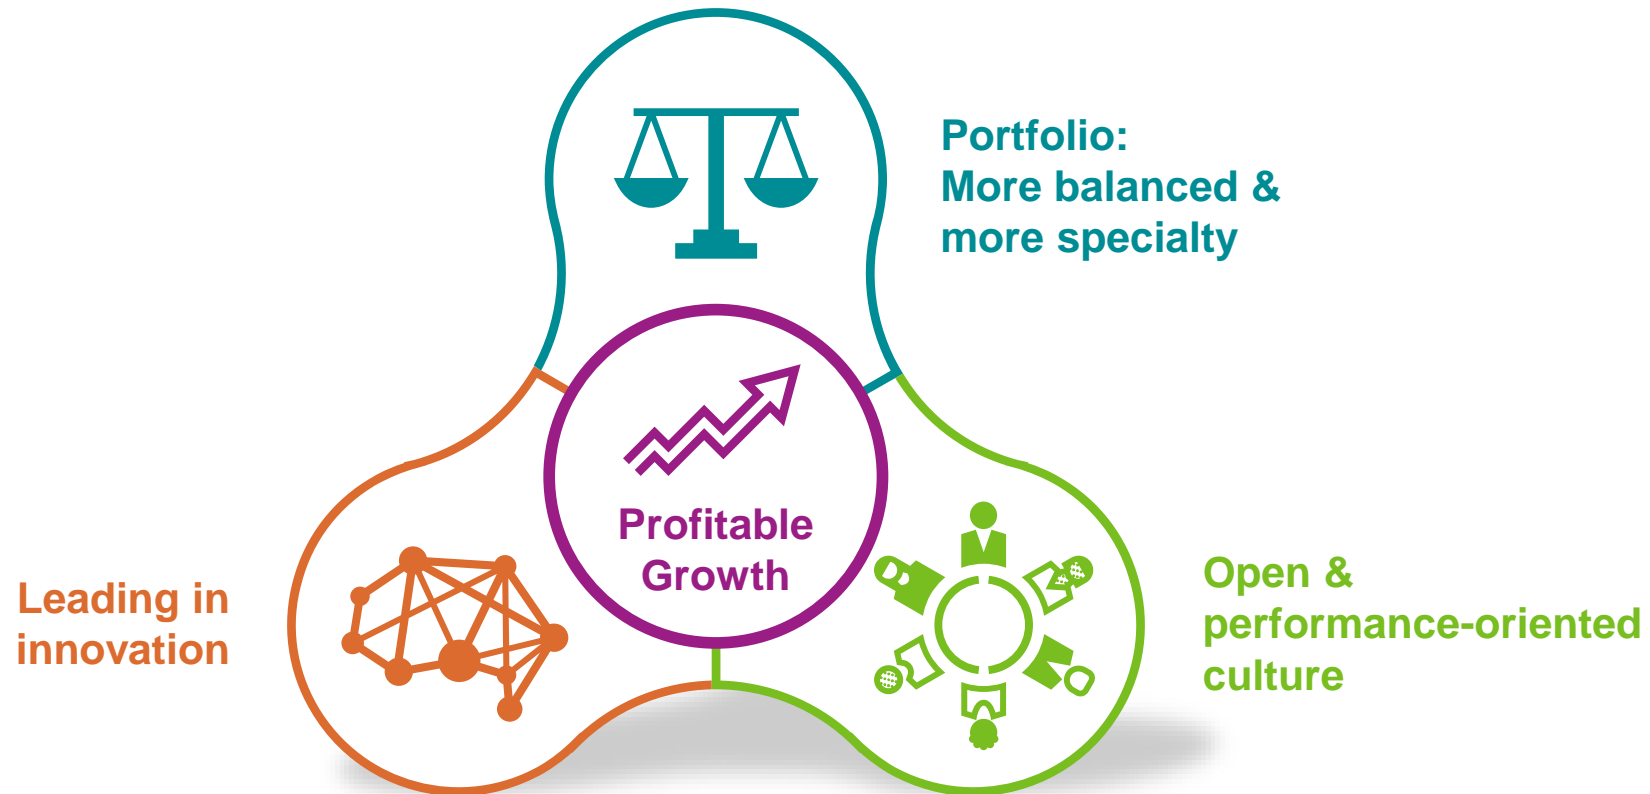 Portfolio:
More balanced &
more specialty
Profitable
Growth
Leading in
innovation
Open &
performance-oriented
culture